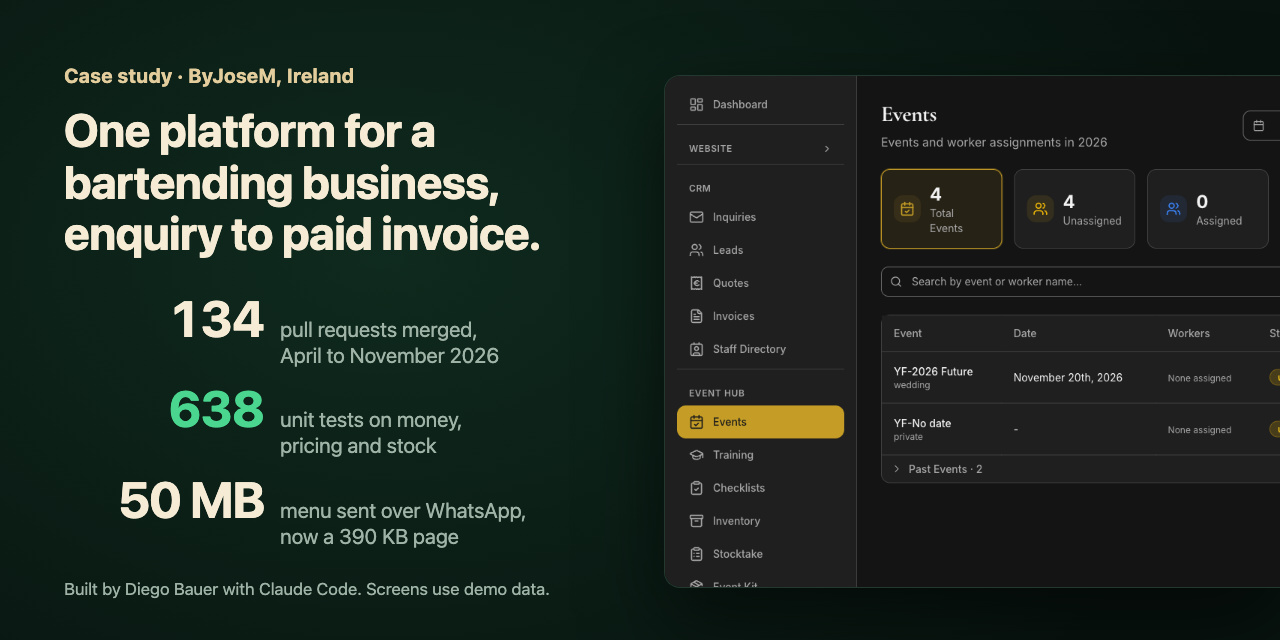 Case study · ByJoseM, Ireland
One platform for a
bartending business,
enquiry to paid invoice.
134
pull requests merged,
April to November 2026
638
unit tests on money,
pricing and stock
50 MB
menu sent over WhatsApp,
now a 390 KB page
Built by Diego Bauer with Claude Code. Screens use demo data.
Dashboard
WEBSITE
CRM
Inquiries
Leads
Quotes
Invoices
Staff Directory
EVENT HUB
Events
Training
Checklists
Inventory
Stocktake
Event Kit
Events
Events and worker assignments in 2026
4
Total
Events
4
Unassigned
0
Assigned
Search by event or worker name...
Event Date Workers St
YF-2026 Future
wedding
November 20th, 2026
None assigned
YF-No date
private
-
None assigned
Past Events · 2